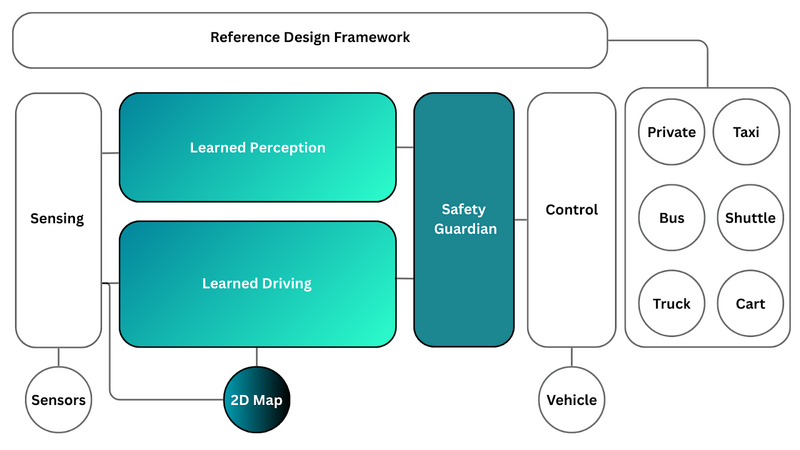 Reference Design Framework
Sensing
Learned Perception
Learned Driving
Safety
Guardian
Control
Private
Taxi
Bus
Shuttle
Truck
Cart
Sensors
2D Map
Vehicle